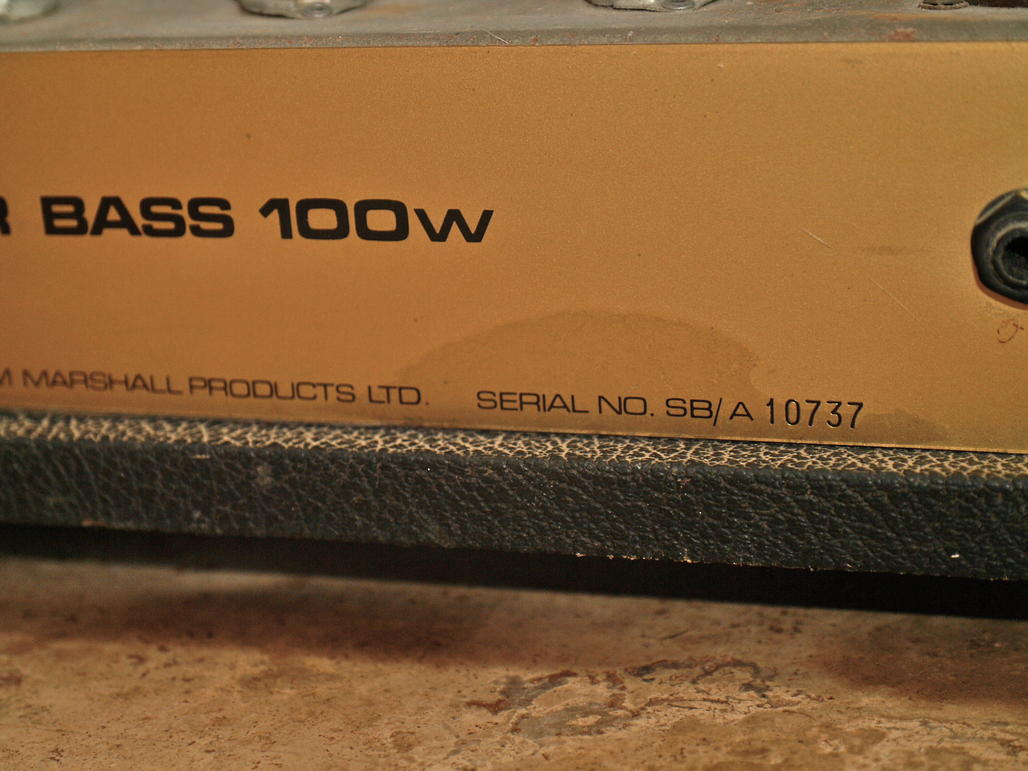 R BASS 100W
M MARSHALL PRODUCTS LTD. SERIAL NO. SB/A 10737